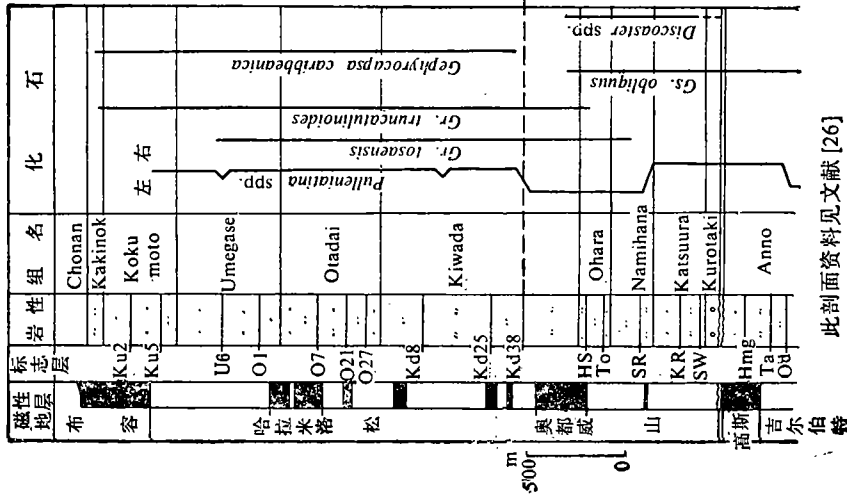 磁性地层
标志层
岩性
组名
化石
布容
哈拉米洛
松
奥都威
山
高斯
吉尔伯特
Ku2
Ku5
U6
O1
O7
O21
O27
Kd8
Kd25
Kd38
HS
To
SR
KR
SW
Hmg
Ta
Od
Chonan
Kakinok
Koku
moto
Umegase
Otadai
Kiwada
Ohara
Namihana
Katsuura
Kurotaki
Anno
左 右
Pulleniatina spp.
Gr. tosaensis
Gr. truncatulinoides
Gephyrocapsa caribbeanica
Gs. obliquus
Discoaster spp.
m
500
0
此剖面资料见文献[26]